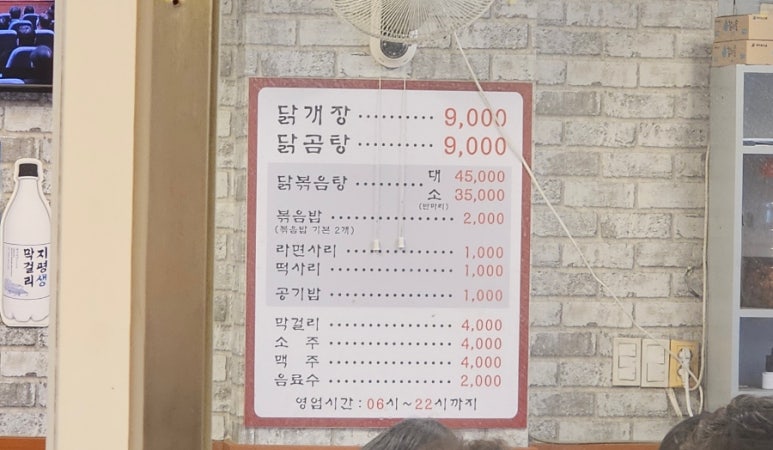 닭개장 ·········· 9,000
닭곰탕 ·········· 9,000
닭볶음탕 ········· 대 45,000
소 35,000
(반마리)
볶음밥 ················ 2,000
(볶음밥 기본 2개)
라면사리 ················ 1,000
떡사리 ·················· 1,000
공기밥 ·················· 1,000
막걸리 ·················· 4,000
소 주 ·················· 4,000
맥 주 ·················· 4,000
음료수 ·················· 2,000
영업시간 : 06시~22시까지
지평생
막걸리